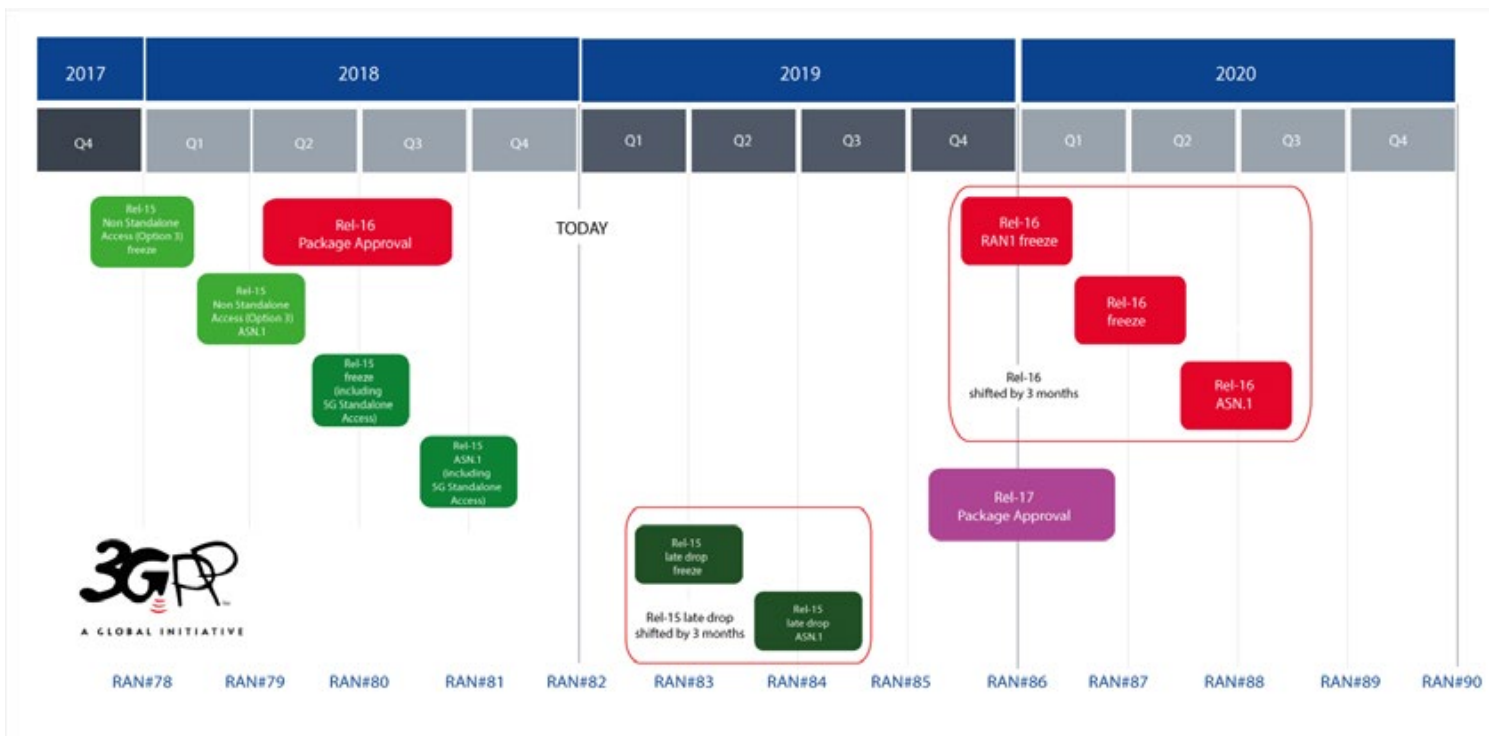 2017
2018
2019
2020
Q4
Q1
Q2
Q3
Q4
Q1
Q2
Q3
Q4
Q1
Q2
Q3
Q4
Rel-15
Non Standalone
Access (Option 3)
freeze
Rel-16
Package Approval
TODAY
Rel-16
RAN1 freeze
Rel-15
Non Standalone
Access (Option 3)
ASN.1
Rel-16
freeze
Rel-15
freeze
(including
5G Standalone
Access)
Rel-16
shifted by 3 months
Rel-16
ASN.1
Rel-15
ASN.1
(including
5G Standalone
Access)
Rel-17
Package Approval
Rel-15
late drop
freeze
Rel-15 late drop
shifted by 3 months
Rel-15
late drop
ASN.1
3GPP
TM
A GLOBAL INITIATIVE
RAN#78
RAN#79
RAN#80
RAN#81
RAN#82
RAN#83
RAN#84
RAN#85
RAN#86
RAN#87
RAN#88
RAN#89
RAN#90